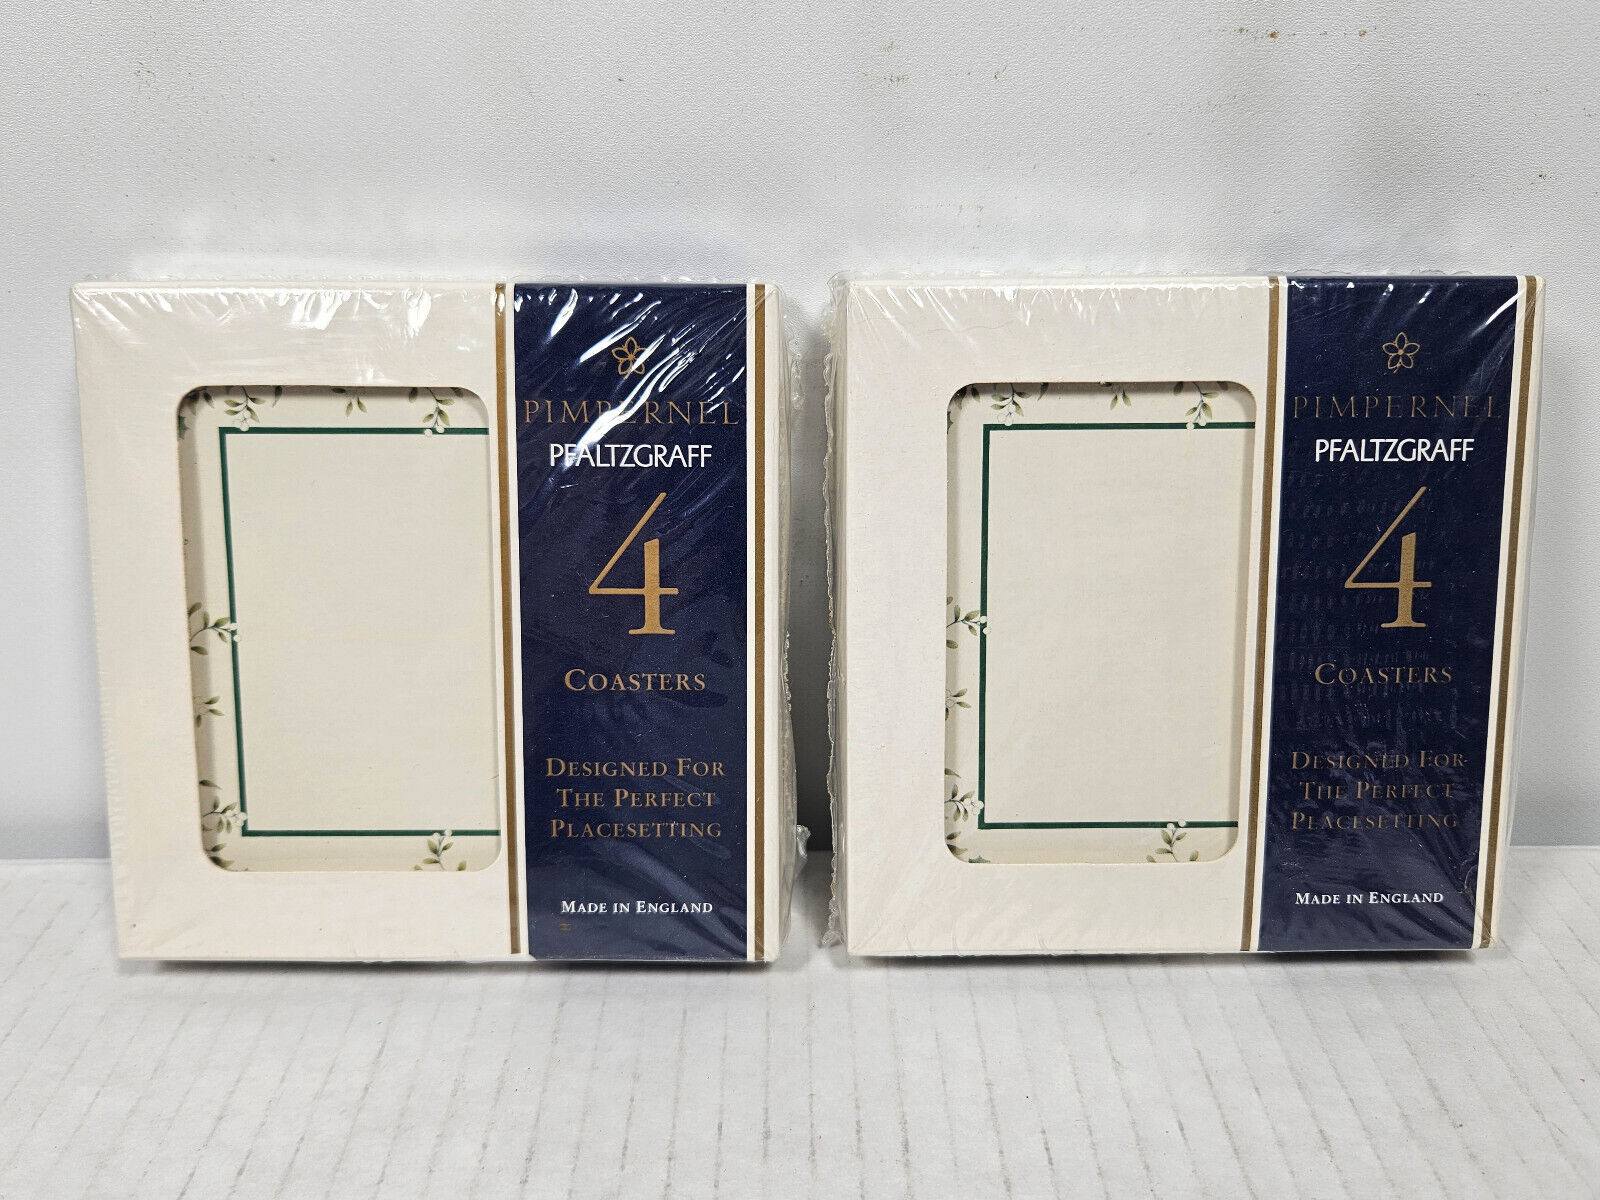 PIMPERNEL
PFALTZGRAFF
4
COASTERS
DESIGNED FOR
THE PERFECT
PLACESETTING
MADE IN ENGLAND
PIMPERNEL
PFALTZGRAFF
4
COASTERS
DESIGNED FOR
THE PERFECT
PLACESETTING
MADE IN ENGLAND